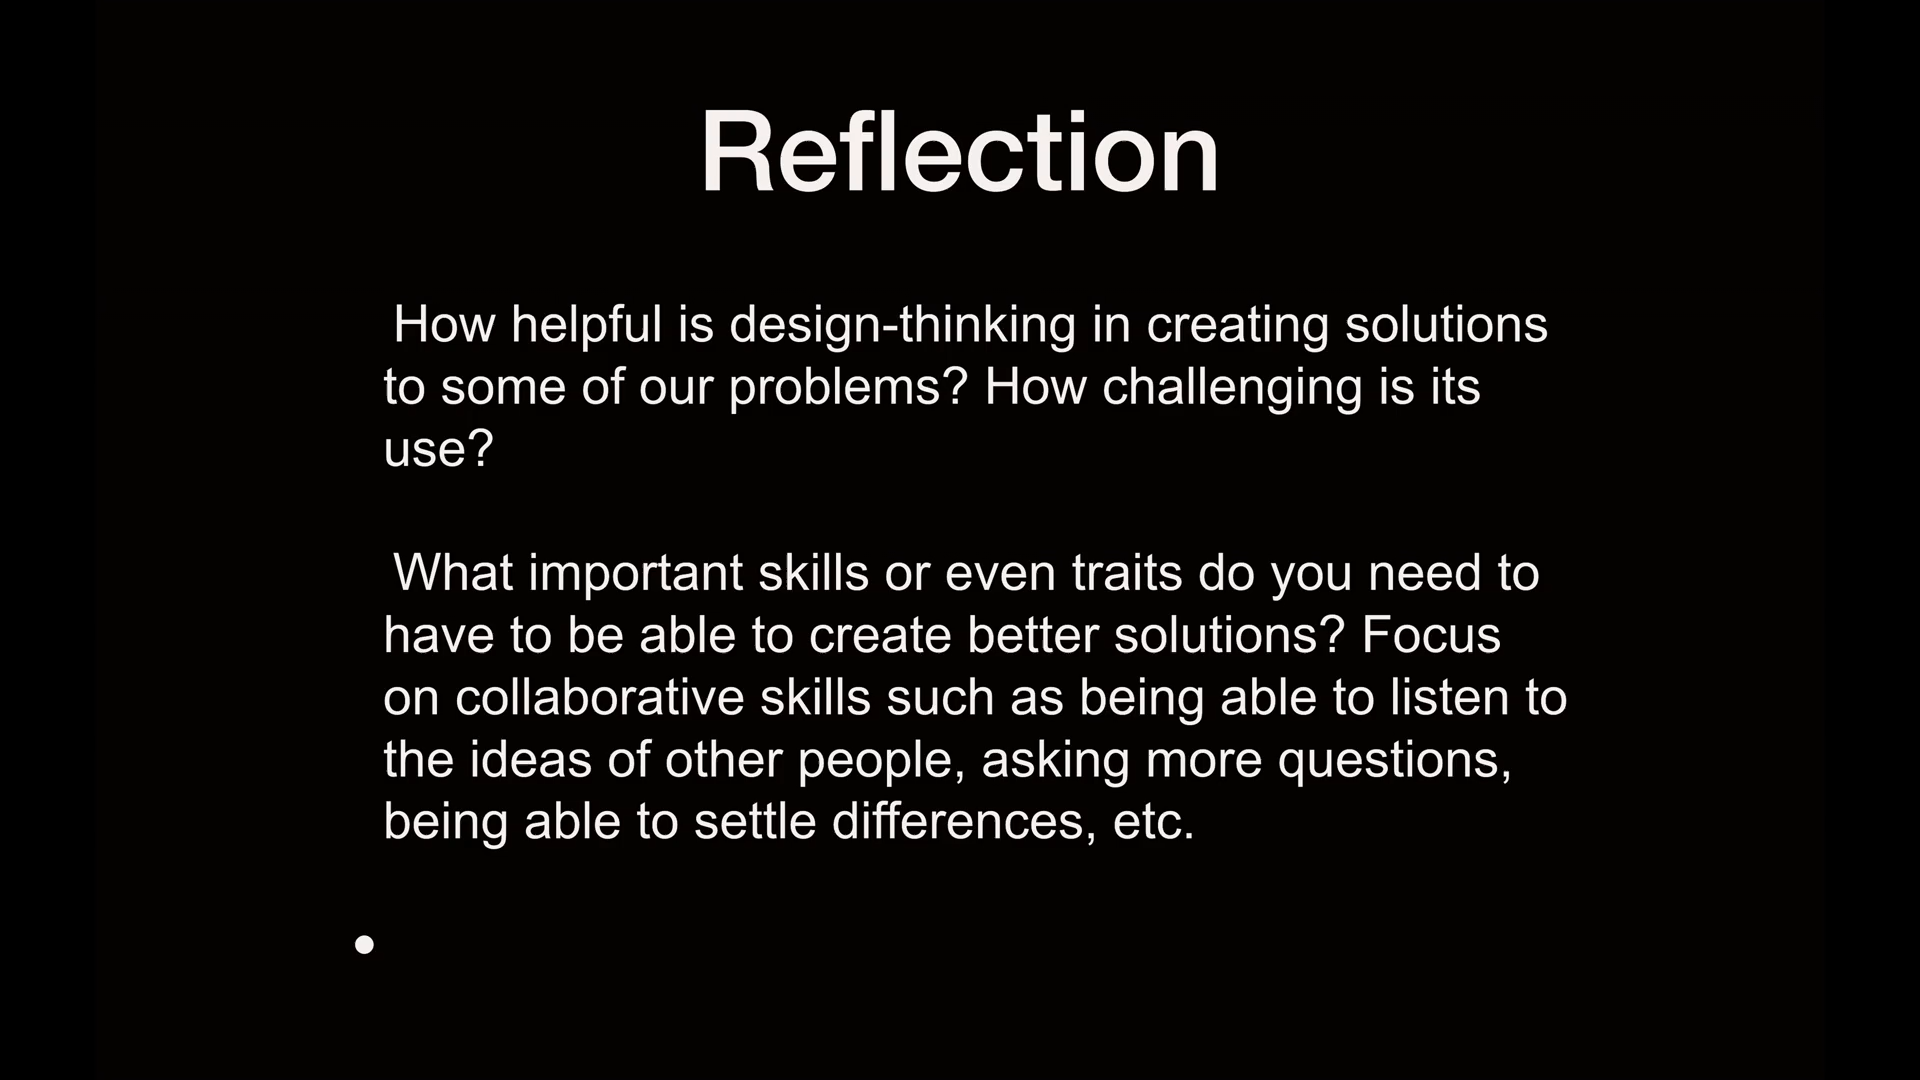 Reflection
How helpful is design-thinking in creating solutions
to some of our problems? How challenging is its
use?
What important skills or even traits do you need to
have to be able to create better solutions? Focus
on collaborative skills such as being able to listen to
the ideas of other people, asking more questions,
being able to settle differences, etc.
•